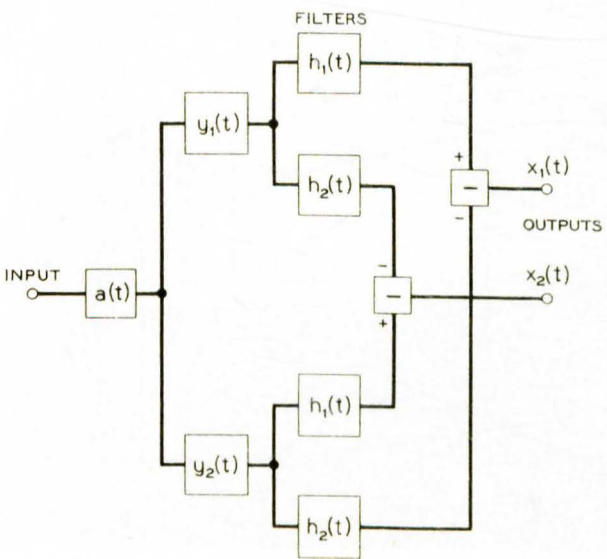 FILTERS
h₁(t)
y₁(t)
h₂(t)
+
−
x₁(t)
−
OUTPUTS
INPUT
a(t)
−
−
x₂(t)
+
h₁(t)
y₂(t)
h₂(t)